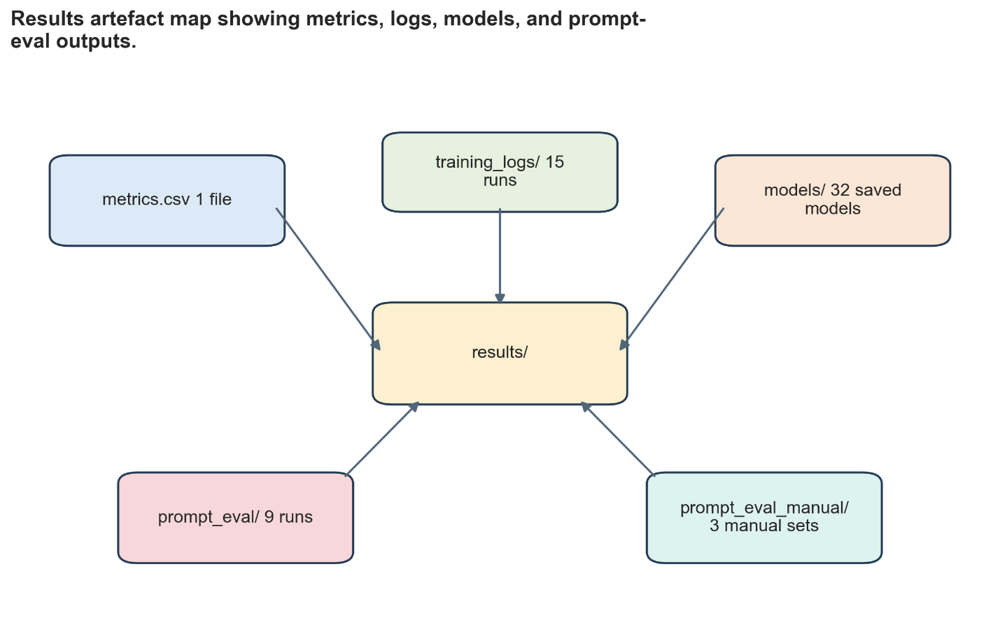 Results artefact map showing metrics, logs, models, and prompt-
eval outputs.
training_logs/ 15
runs
metrics.csv 1 file
models/ 32 saved
models
results/
prompt_eval/ 9 runs
prompt_eval_manual/
3 manual sets